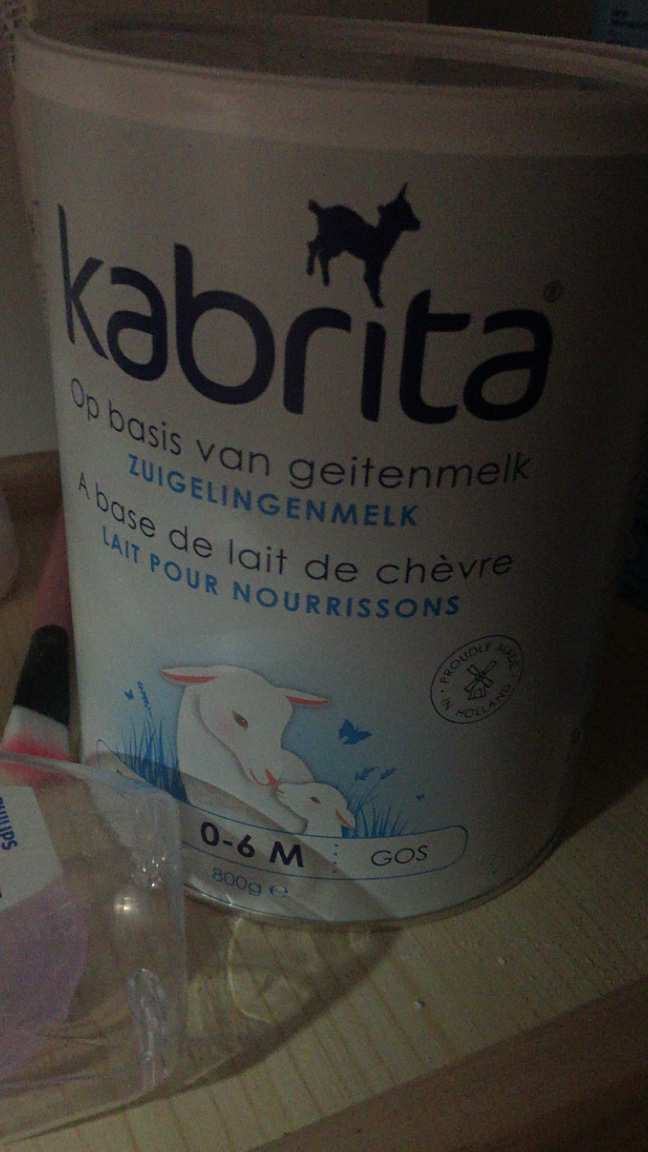 kabrita®
Op basis van geitenmelk
ZUIGELINGENMELK
A base de lait de chèvre
LAIT POUR NOURRISSONS
PROUDLY MADE IN HOLLAND
0-6 M GOS
800g ℮
PHILIPS